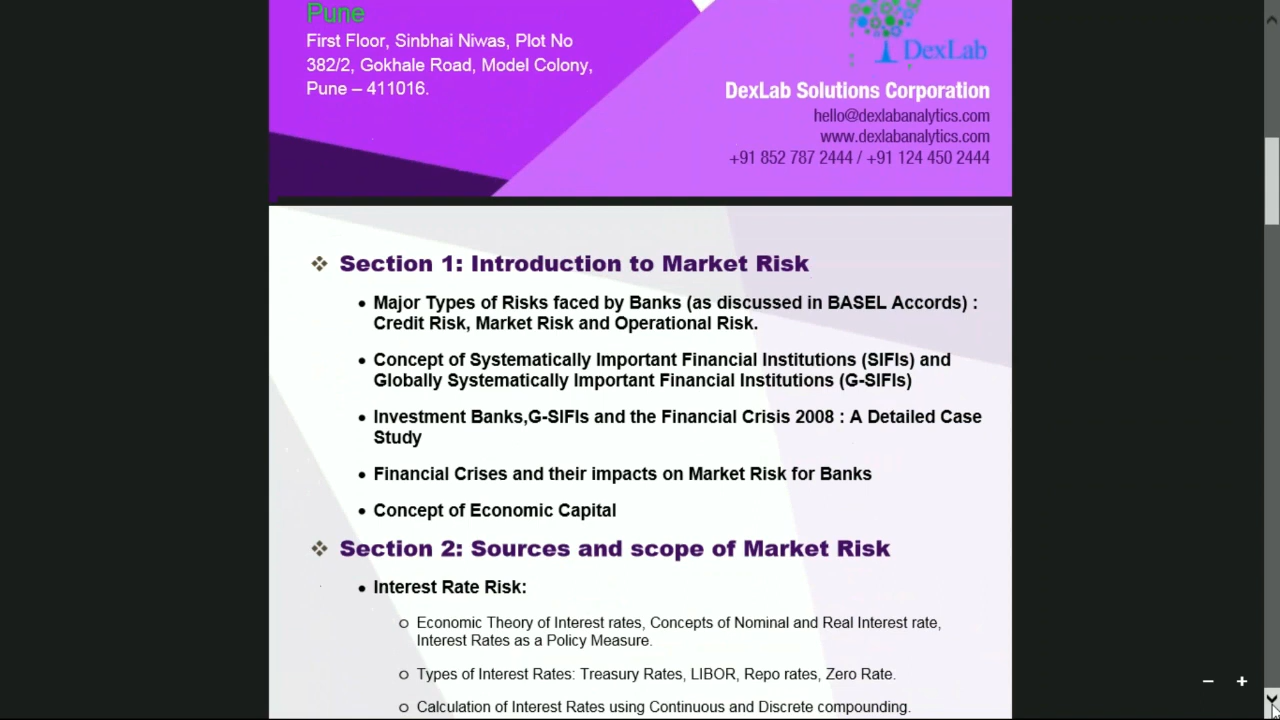 Pune
First Floor, Sinbhai Niwas, Plot No
382/2, Gokhale Road, Model Colony,
Pune – 411016.
DexLab
DexLab Solutions Corporation
hello@dexlabanalytics.com
www.dexlabanalytics.com
+91 852 787 2444 / +91 124 450 2444
Section 1: Introduction to Market Risk
• Major Types of Risks faced by Banks (as discussed in BASEL Accords) :
Credit Risk, Market Risk and Operational Risk.
• Concept of Systematically Important Financial Institutions (SIFIs) and
Globally Systematically Important Financial Institutions (G-SIFIs)
• Investment Banks,G-SIFIs and the Financial Crisis 2008 : A Detailed Case
Study
• Financial Crises and their impacts on Market Risk for Banks
• Concept of Economic Capital
Section 2: Sources and scope of Market Risk
• Interest Rate Risk:
o Economic Theory of Interest rates, Concepts of Nominal and Real Interest rate,
Interest Rates as a Policy Measure.
o Types of Interest Rates: Treasury Rates, LIBOR, Repo rates, Zero Rate.
o Calculation of Interest Rates using Continuous and Discrete compounding.